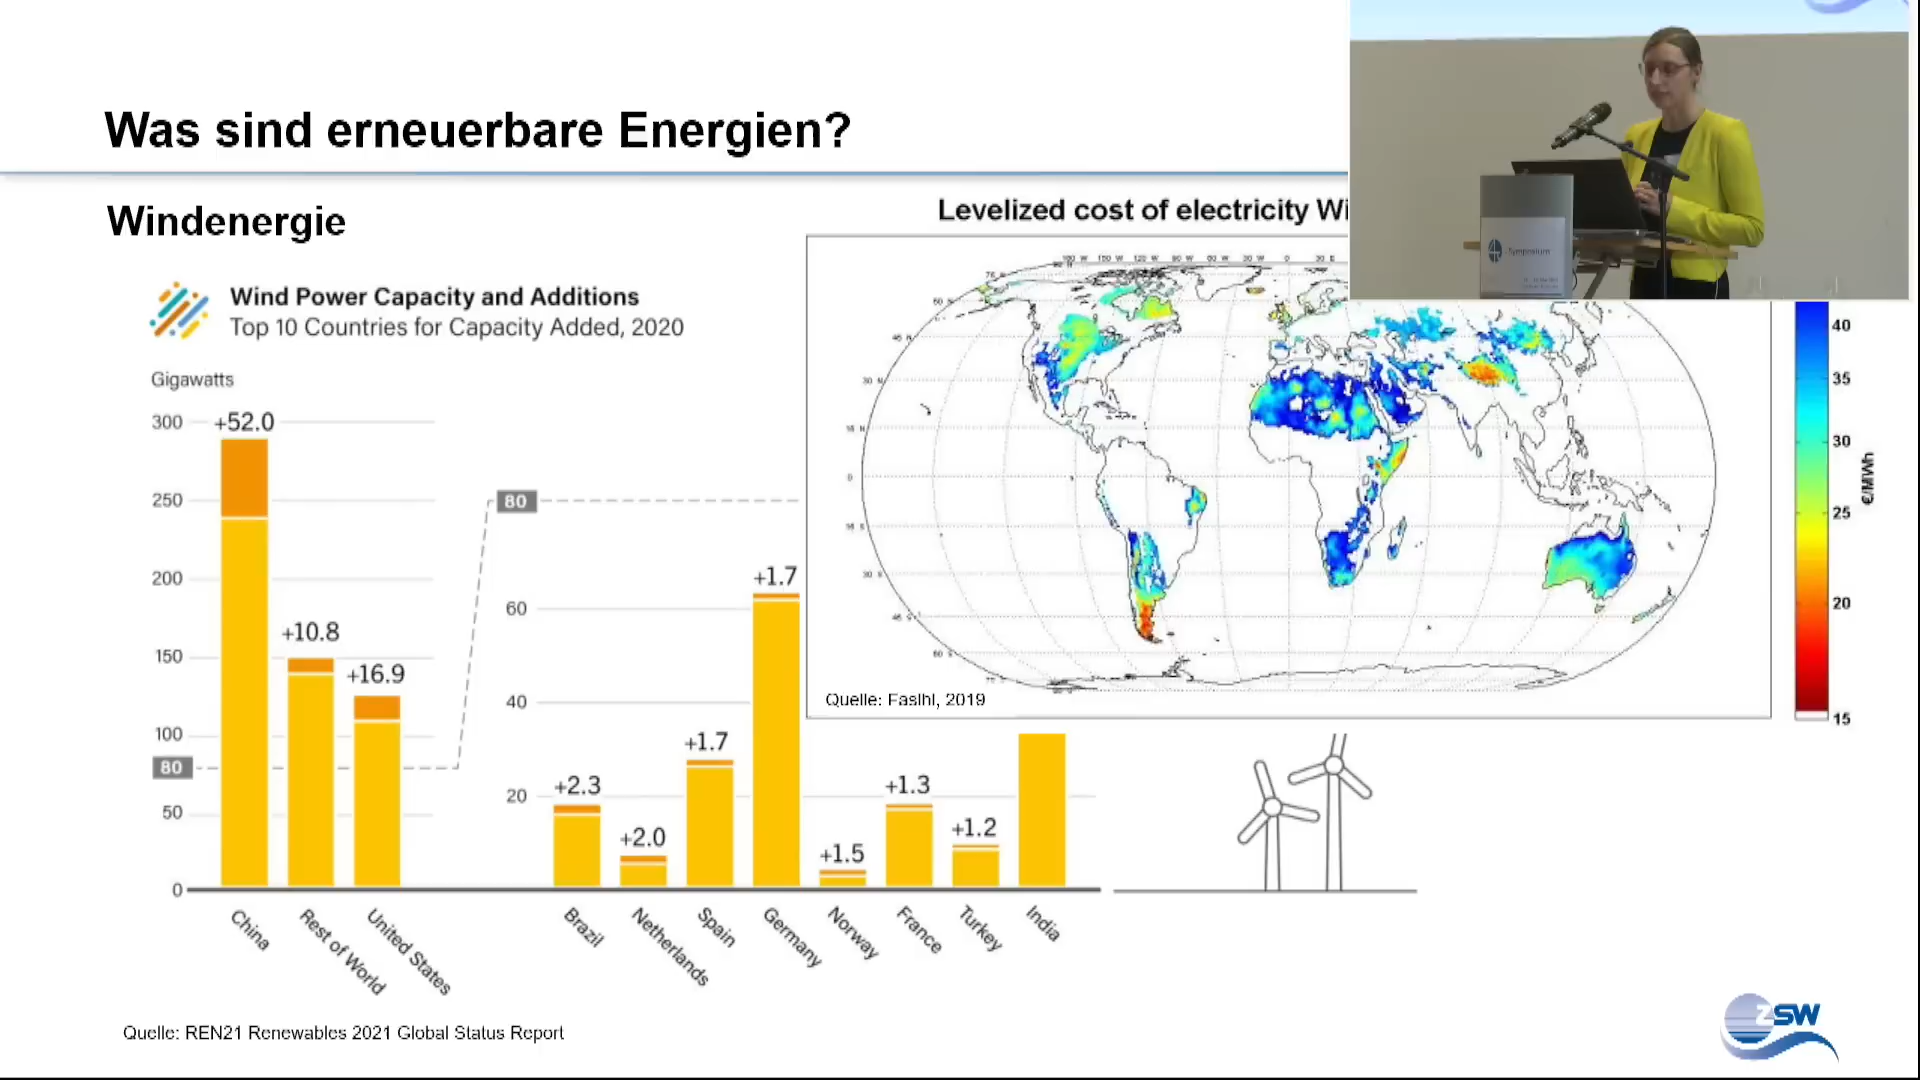 Was sind erneuerbare Energien?
Windenergie
Levelized cost of electricity Wi
Wind Power Capacity and Additions
Top 10 Countries for Capacity Added, 2020
Gigawatts
300
250
200
150
100
80
50
0
+52.0
+10.8
+16.9
80
60
40
20
+2.3
+2.0
+1.7
+1.7
+1.5
+1.3
+1.2
China
Rest of World
United States
Brazil
Netherlands
Spain
Germany
Norway
France
Turkey
India
Quelle: Fasihi, 2019
40
35
30
25
20
15
€/MWh
Symposium
Quelle: REN21 Renewables 2021 Global Status Report
ZSW